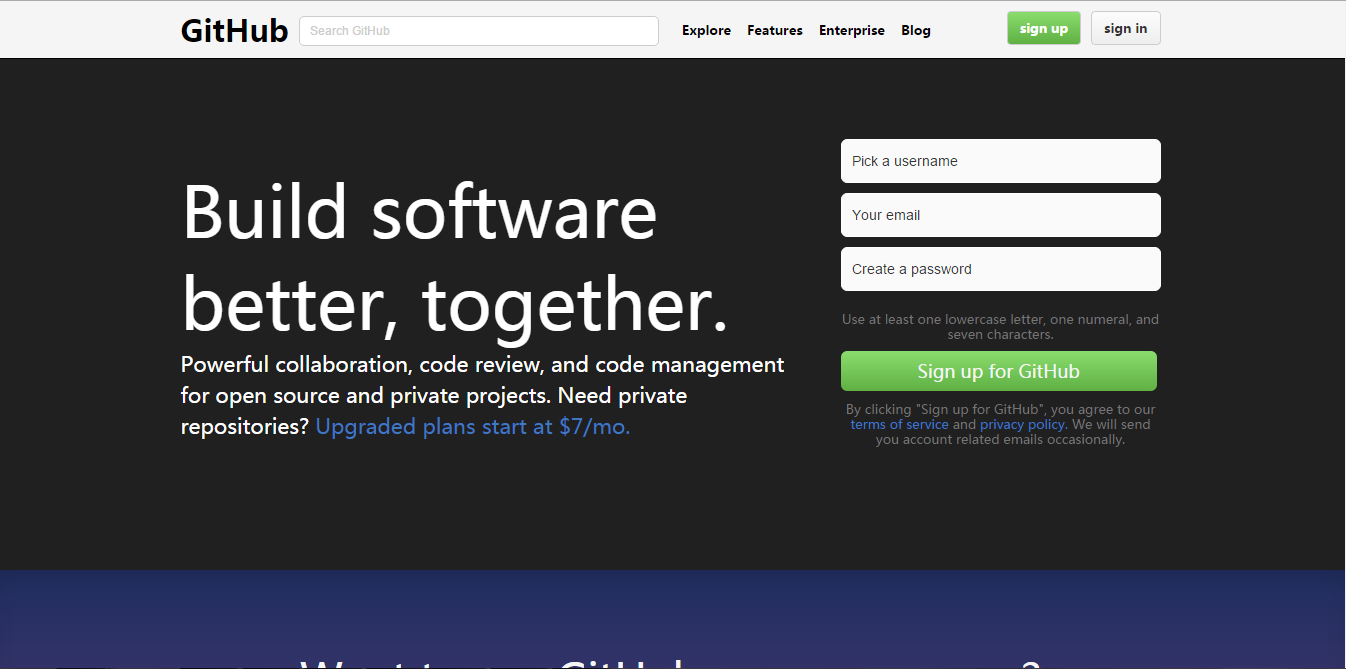 GitHub
Search GitHub
Explore Features Enterprise Blog
sign up
sign in
Build software
better, together.
Powerful collaboration, code review, and code management
for open source and private projects. Need private
repositories? Upgraded plans start at $7/mo.
Pick a username
Your email
Create a password
Use at least one lowercase letter, one numeral, and
seven characters.
Sign up for GitHub
By clicking "Sign up for GitHub", you agree to our
terms of service and privacy policy. We will send
you account related emails occasionally.